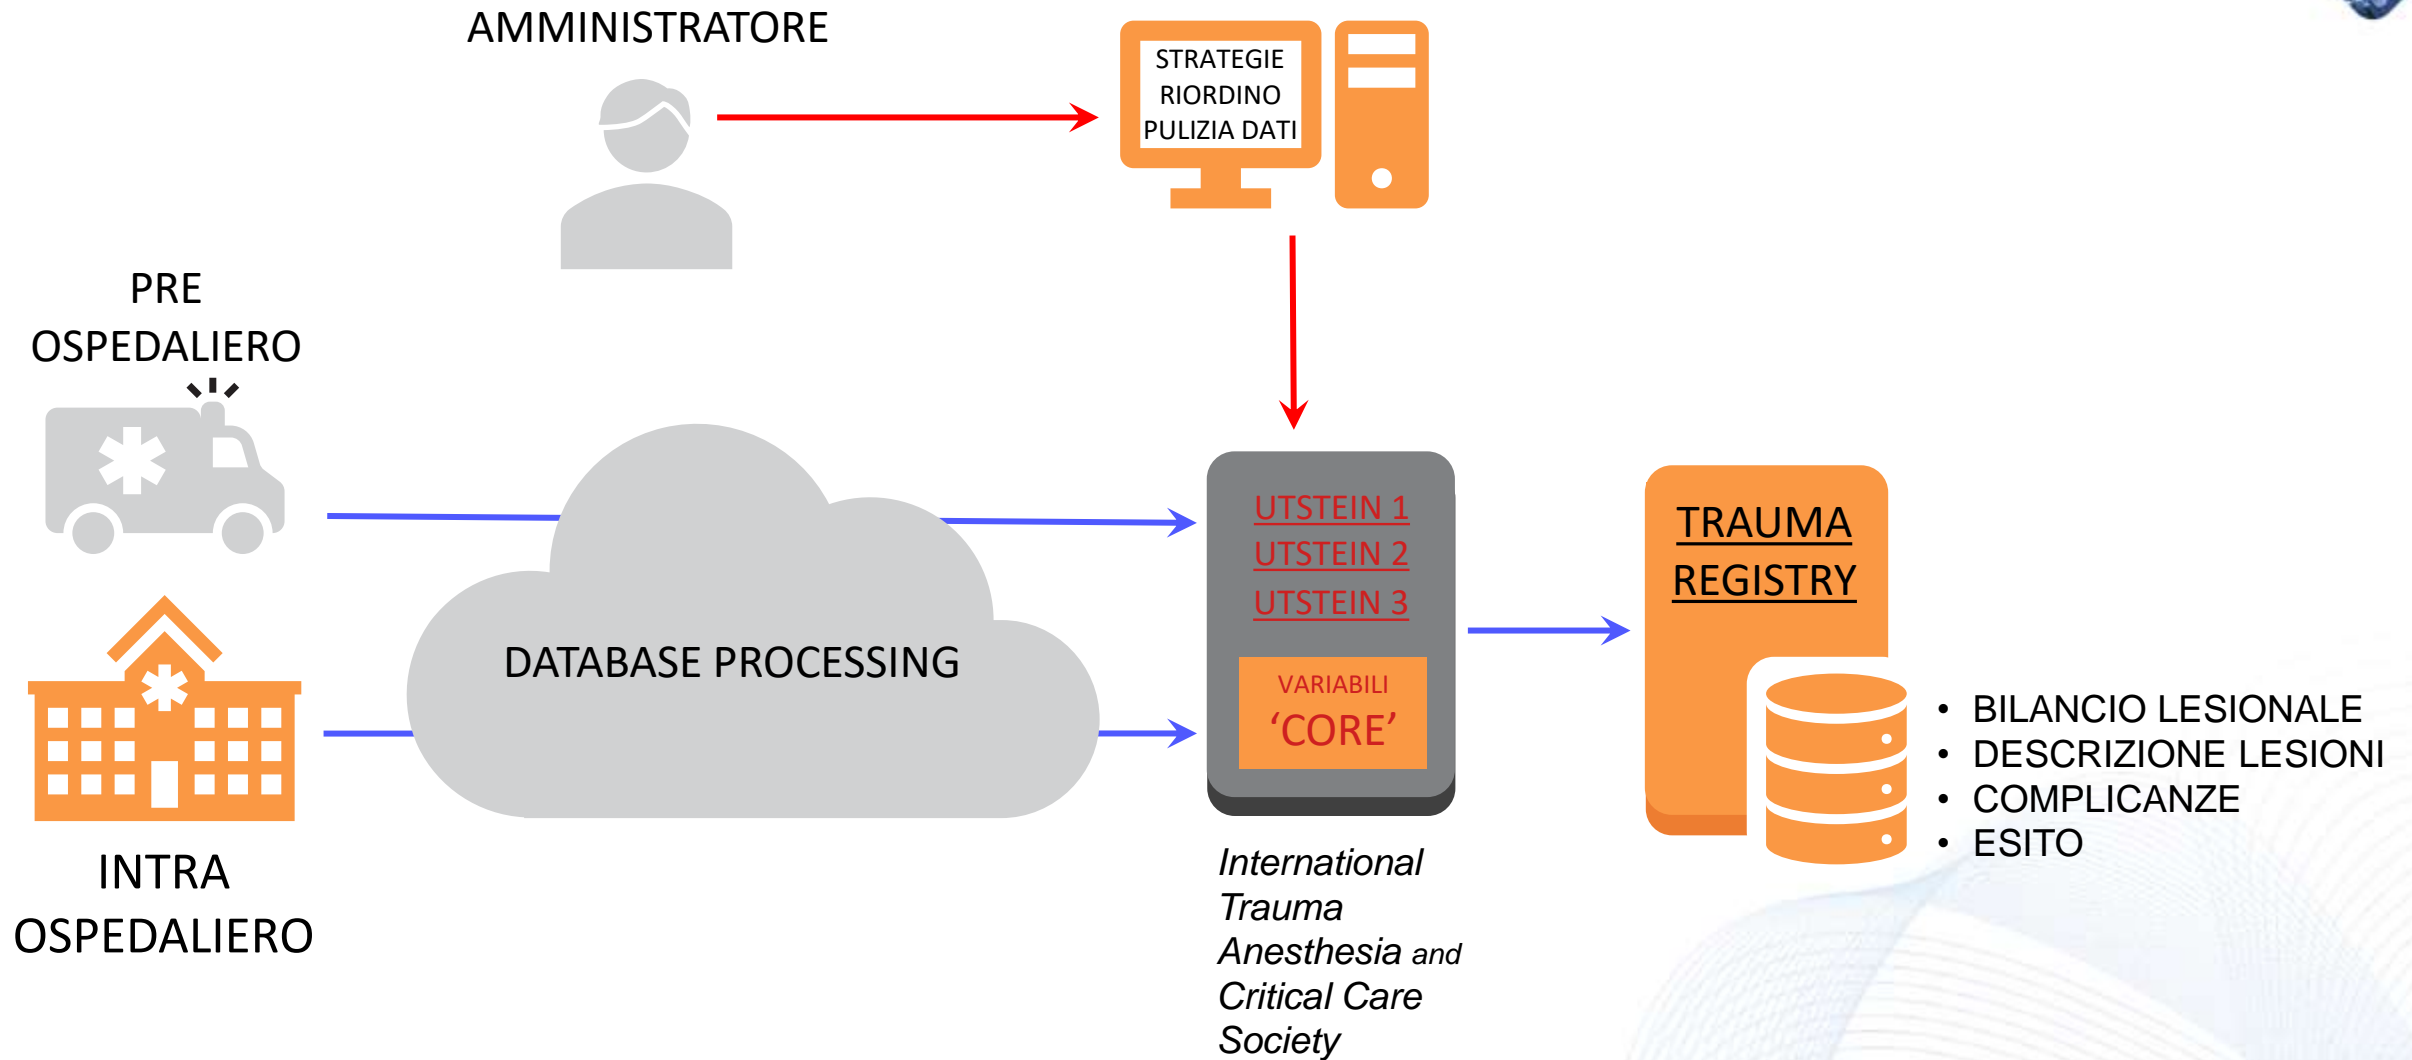 AMMINISTRATORE
STRATEGIE
RIORDINO
PULIZIA DATI
PRE
OSPEDALIERO
INTRA
OSPEDALIERO
DATABASE PROCESSING
UTSTEIN 1
UTSTEIN 2
UTSTEIN 3
VARIABILI
‘CORE’
International
Trauma
Anesthesia and
Critical Care
Society
TRAUMA
REGISTRY
• BILANCIO LESIONALE
• DESCRIZIONE LESIONI
• COMPLICANZE
• ESITO